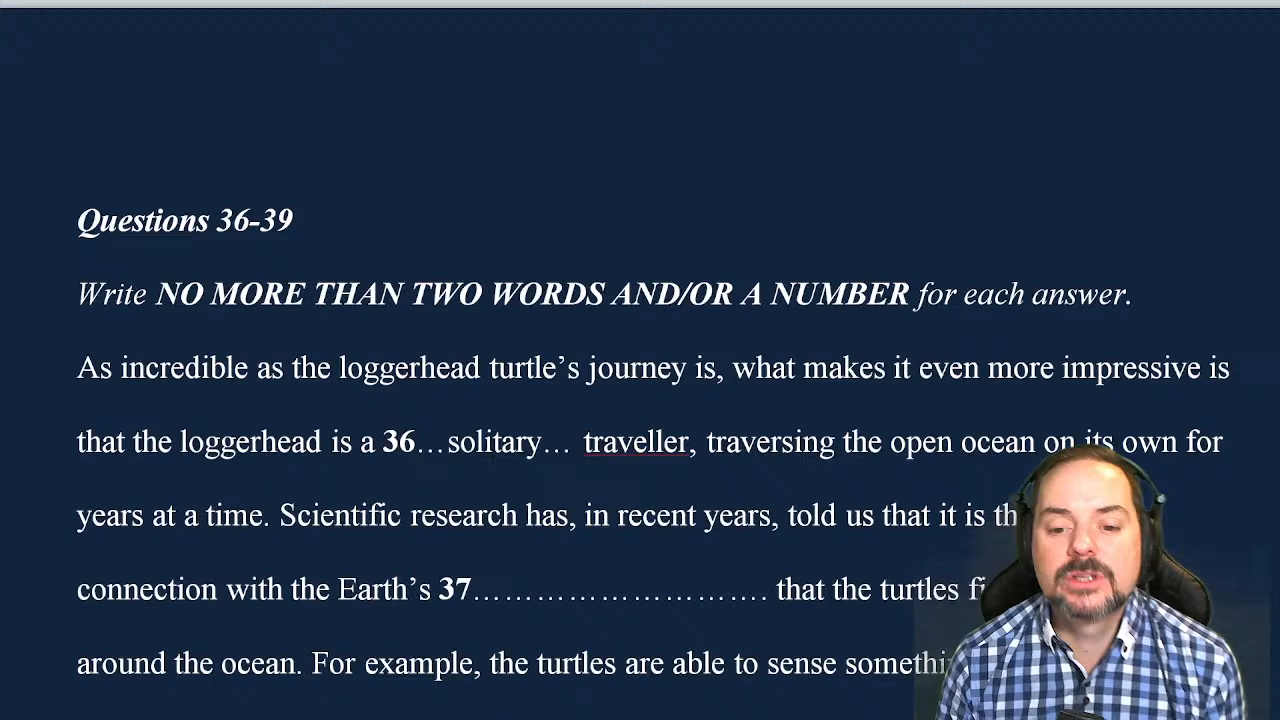 Questions 36-39
Write NO MORE THAN TWO WORDS AND/OR A NUMBER for each answer.
As incredible as the loggerhead turtle’s journey is, what makes it even more impressive is
that the loggerhead is a 36…solitary… traveller, traversing the open ocean on its own for
years at a time. Scientific research has, in recent years, told us that it is
connection with the Earth’s 37……………………. that the turtles
around the ocean. For example, the turtles are able to sense